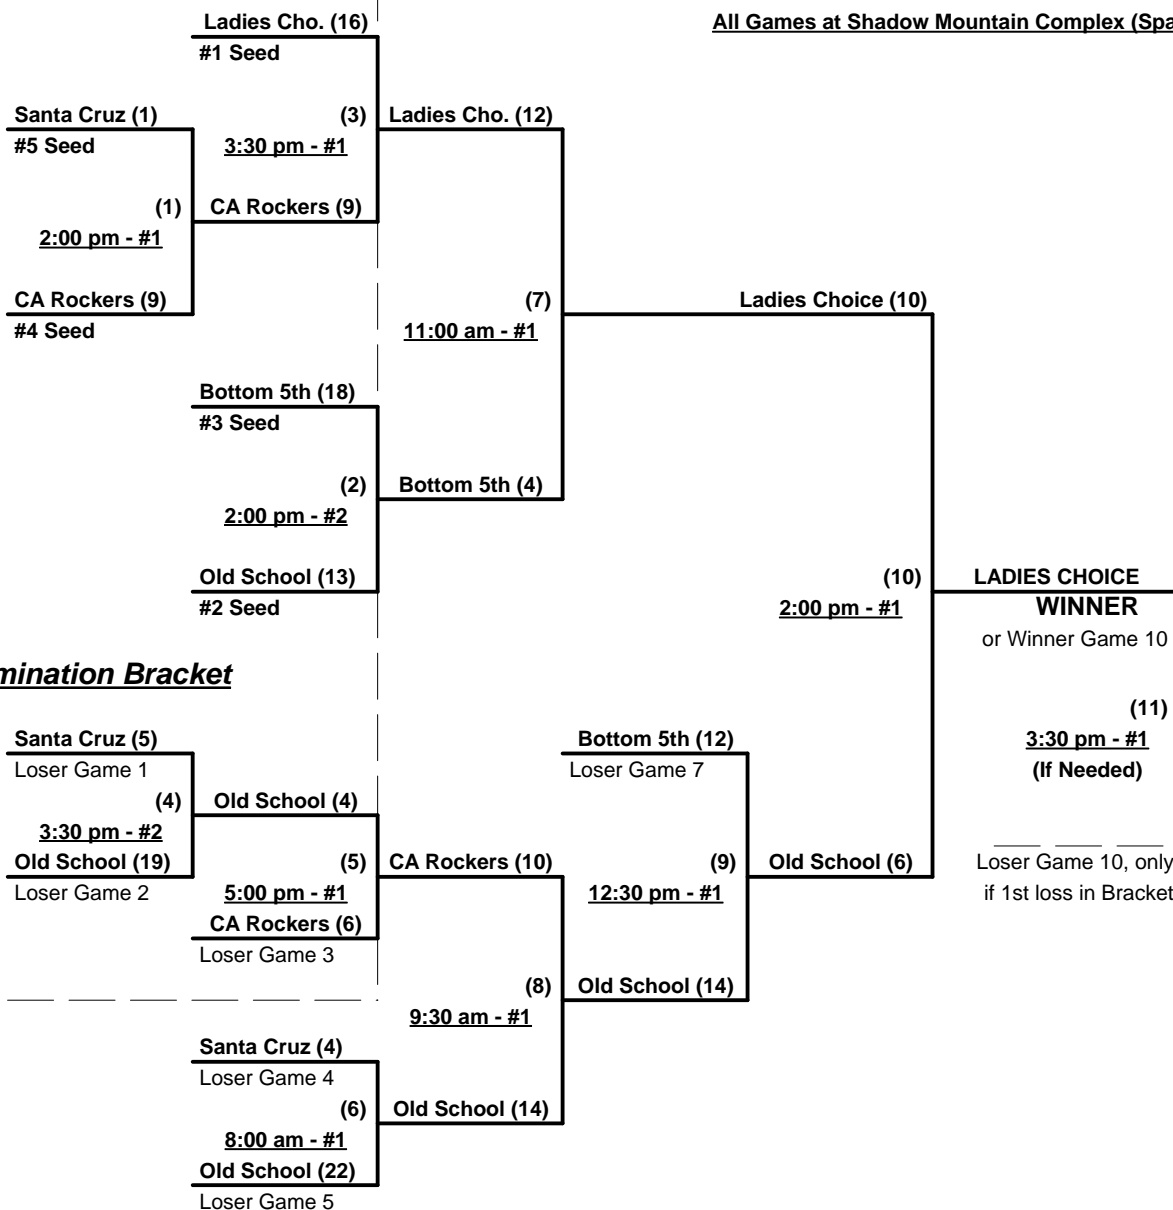 Ladies Cho. (16)
All Games at Shadow Mountain Complex (Spa
#1 Seed
Santa Cruz (1)
(3)
Ladies Cho. (12)
#5 Seed
3:30 pm - #1
(1)
CA Rockers (9)
2:00 pm - #1
CA Rockers (9)
(7)
Ladies Choice (10)
#4 Seed
11:00 am - #1
Bottom 5th (18)
#3 Seed
(2)
Bottom 5th (4)
2:00 pm - #2
Old School (13)
(10)
LADIES CHOICE
#2 Seed
2:00 pm - #1
WINNER
or Winner Game 10
mination Bracket
(11)
Santa Cruz (5)
Bottom 5th (12)
3:30 pm - #1
Loser Game 1
Loser Game 7
(If Needed)
(4)
Old School (4)
3:30 pm - #2
Old School (19)
(5)
CA Rockers (10)
(9)
Old School (6)
Loser Game 10, only
Loser Game 2
5:00 pm - #1
12:30 pm - #1
if 1st loss in Bracket
CA Rockers (6)
Loser Game 3
(8)
Old School (14)
9:30 am - #1
Santa Cruz (4)
Loser Game 4
(6)
Old School (14)
8:00 am - #1
Old School (22)
Loser Game 5